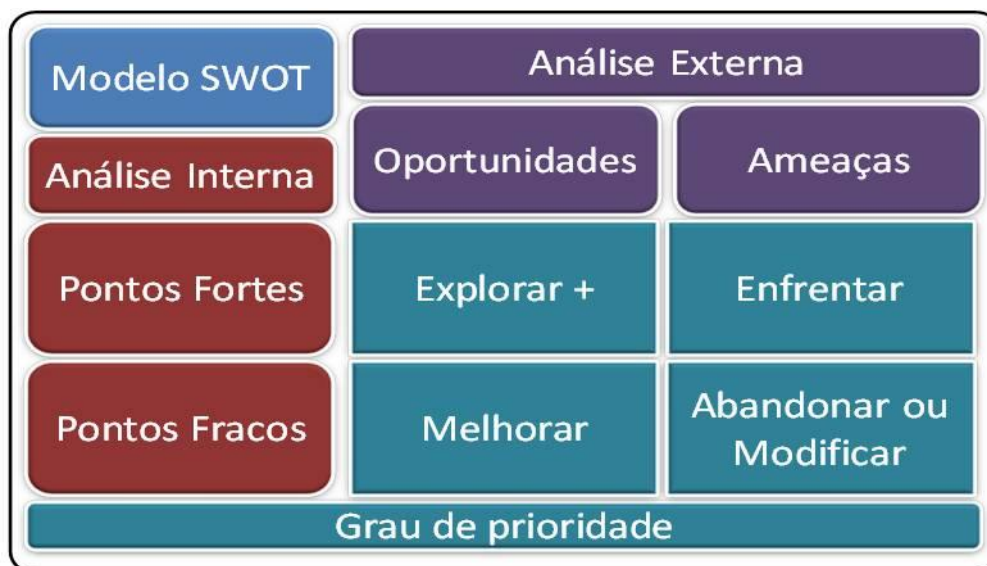 Modelo SWOT
Análise Externa
Análise Interna
Oportunidades
Ameaças
Pontos Fortes
Explorar +
Enfrentar
Pontos Fracos
Melhorar
Abandonar ou
Modificar
Grau de prioridade